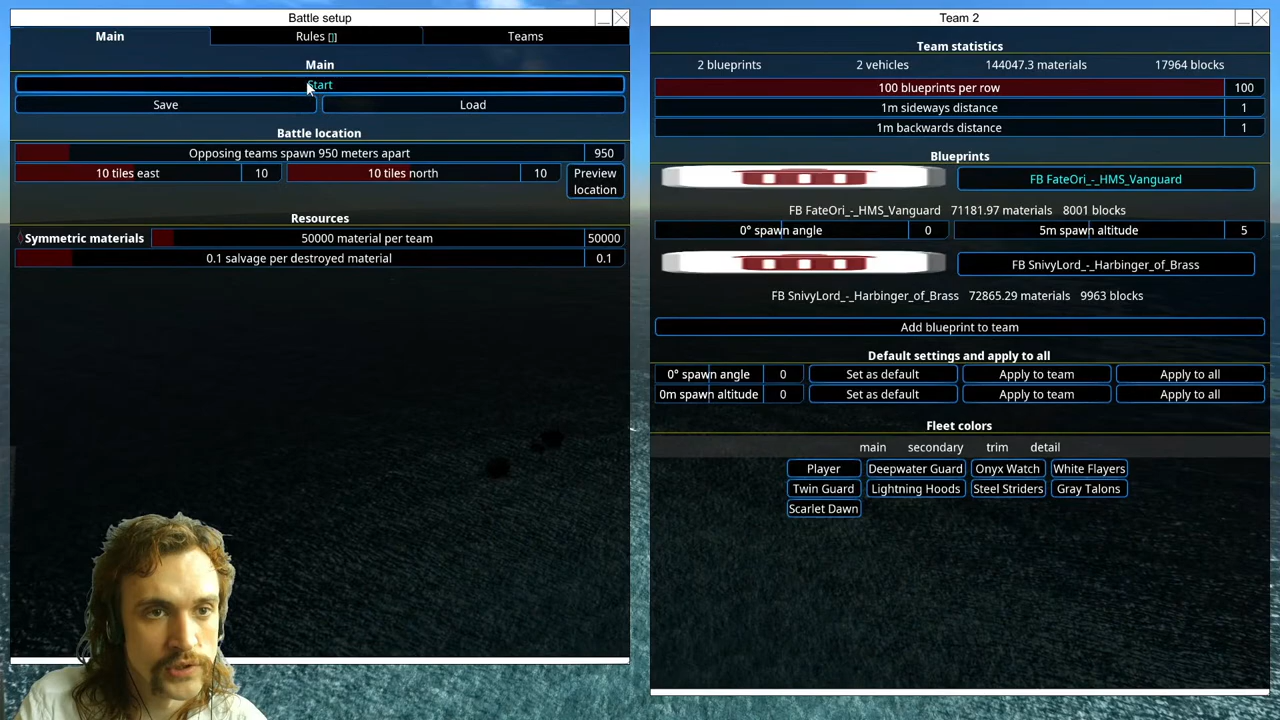 Battle setup
Main
Rules []
Teams
Main
Start
Save
Load
Battle location
Opposing teams spawn 950 meters apart
950
10 tiles east
10
10 tiles north
10
Preview
location
Resources
Symmetric materials
50000 material per team
50000
0.1 salvage per destroyed material
0.1
Team 2
Team statistics
2 blueprints
2 vehicles
144047.3 materials
17964 blocks
100 blueprints per row
100
1m sideways distance
1
1m backwards distance
1
Blueprints
FB FateOri_-_HMS_Vanguard
FB FateOri_-_HMS_Vanguard 71181.97 materials 8001 blocks
0° spawn angle
0
5m spawn altitude
5
FB SnivyLord_-_Harbinger_of_Brass
FB SnivyLord_-_Harbinger_of_Brass 72865.29 materials 9963 blocks
Add blueprint to team
Default settings and apply to all
0° spawn angle
0
Set as default
Apply to team
Apply to all
0m spawn altitude
0
Set as default
Apply to team
Apply to all
Fleet colors
main
secondary
trim
detail
Player
Deepwater Guard
Onyx Watch
White Flayers
Twin Guard
Lightning Hoods
Steel Striders
Gray Talons
Scarlet Dawn